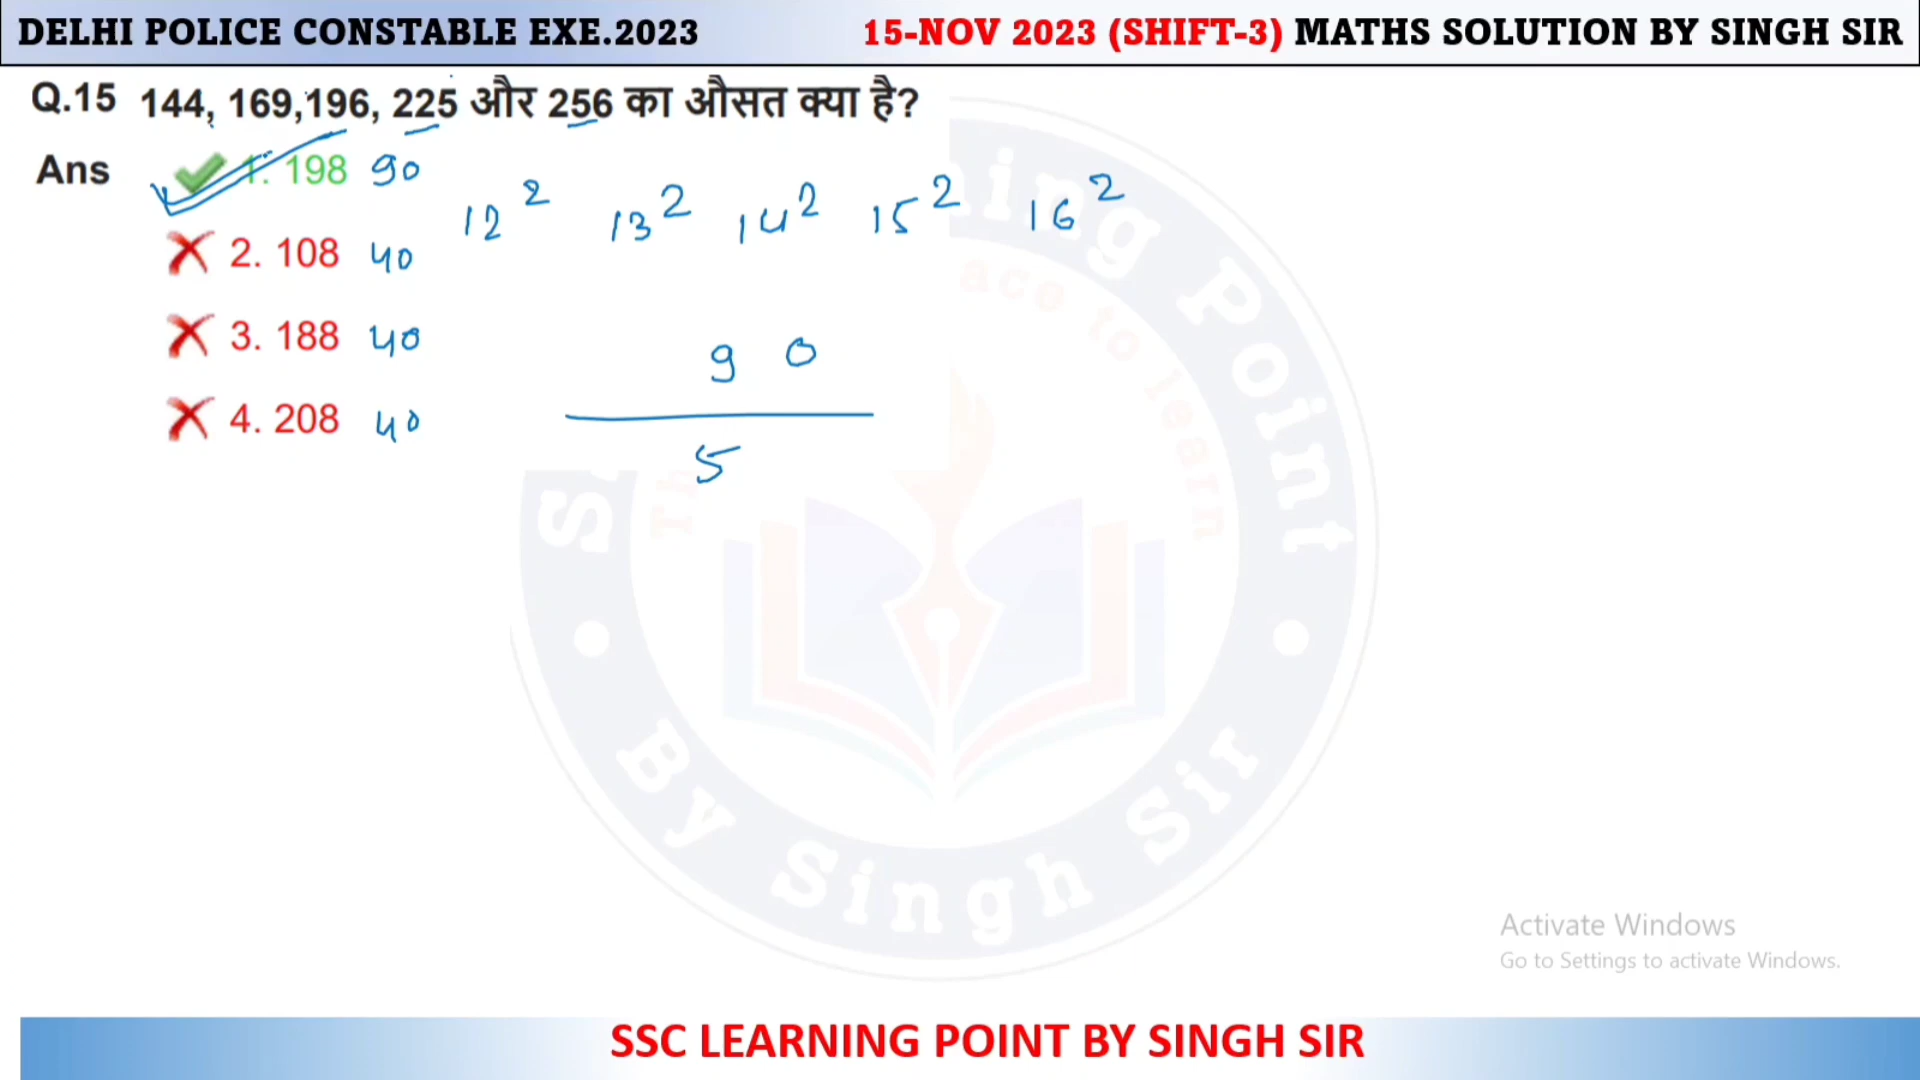 DELHI POLICE CONSTABLE EXE.2023 15-NOV 2023 (SHIFT-3) MATHS SOLUTION BY SINGH SIR
Q.15 144, 169,196, 225 और 256 का औसत क्या है?
Ans 1. 198 90
12² 13² 14² 15² 16²
2. 108 40
3. 188 40
90
4. 208 40
5
By Singh Sir
Activate Windows
Go to Settings to activate Windows.
SSC LEARNING POINT BY SINGH SIR